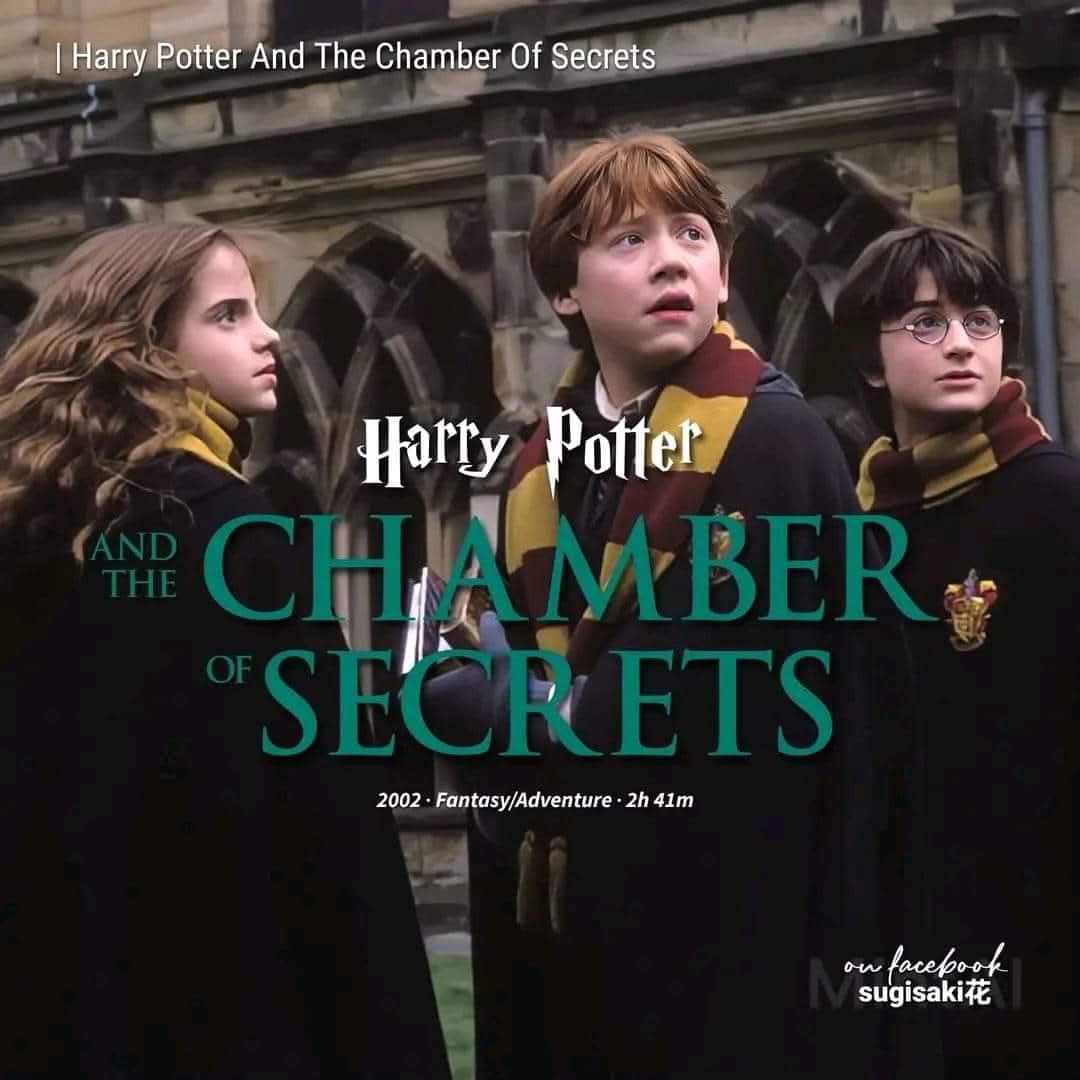 | Harry Potter And The Chamber Of Secrets
Harry Potter
AND
THE
CHAMBER
OF
SECRETS
2002 · Fantasy/Adventure · 2h 41m
on facebook
sugisaki花